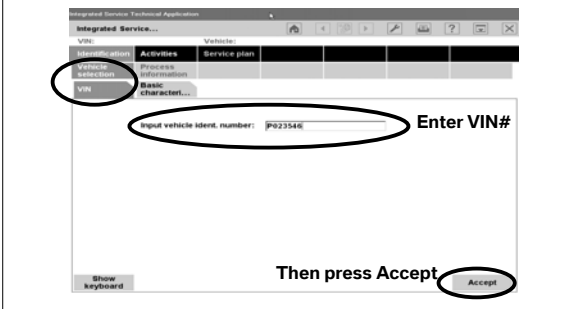 Integrated Service Technical Application
Integrated Service...
VIN: Vehicle:
Identification Activities Service plan
Vehicle selection Process information
VIN Basic characteri...
Input vehicle ident. number: P023546 Enter VIN#
Then press Accept
Show keyboard Accept